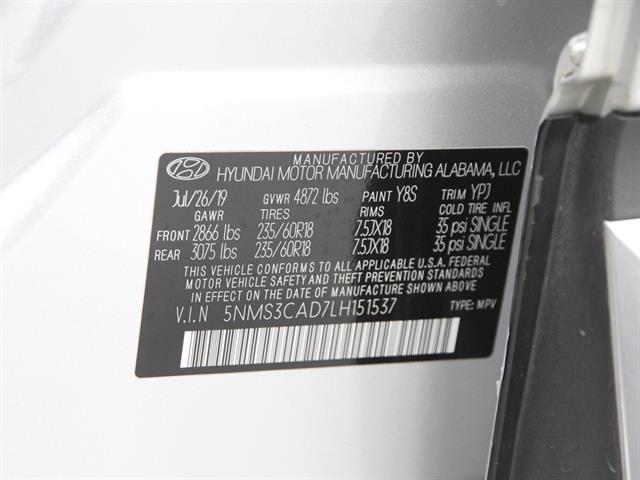 MANUFACTURED BY
HYUNDAI MOTOR MANUFACTURING ALABAMA, LLC
Jul/26/19 GVWR 4872 lbs PAINT Y8S TRIM YPJ
GAWR TIRES RIMS COLD TIRE INFL
FRONT 2866 lbs 235/60R18 7.5JX18 35 psi SINGLE
REAR 3075 lbs 235/60R18 7.5JX18 35 psi SINGLE
THIS VEHICLE CONFORMS TO ALL APPLICABLE U.S.A. FEDERAL
MOTOR VEHICLE SAFETY AND THEFT PREVENTION STANDARDS
IN EFFECT ON THE DATE OF MANUFACTURE SHOWN ABOVE.
V.I.N 5NMS3CAD7LH151537 TYPE: MPV